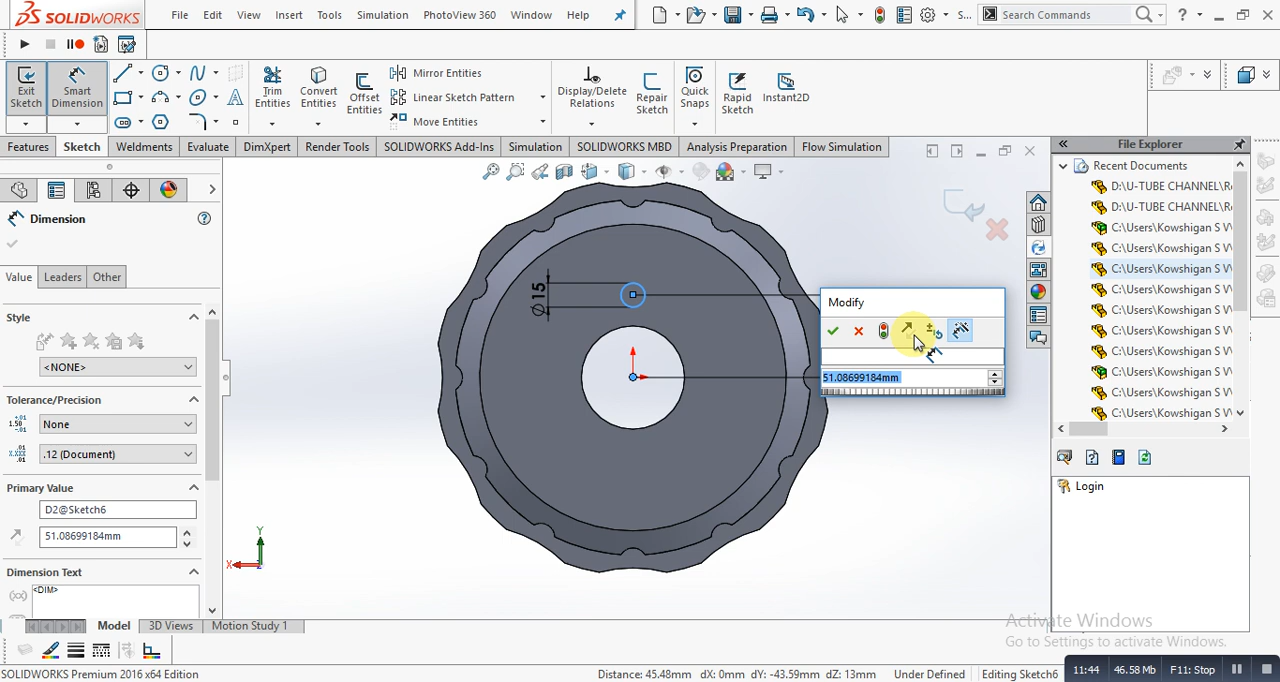 SOLIDWORKS File Edit View Insert Tools Simulation PhotoView 360 Window Help S... Search Commands ?
Exit Sketch Smart Dimension Trim Entities Convert Entities Offset Entities Mirror Entities Linear Sketch Pattern Move Entities Display/Delete Relations Repair Sketch Quick Snaps Rapid Sketch Instant2D
Features Sketch Weldments Evaluate DimXpert Render Tools SOLIDWORKS Add-Ins Simulation SOLIDWORKS MBD Analysis Preparation Flow Simulation
File Explorer
Recent Documents
D:\U-TUBE CHANNEL\R
D:\U-TUBE CHANNEL\R
C:\Users\Kowshigan S V
C:\Users\Kowshigan S V
C:\Users\Kowshigan S V
C:\Users\Kowshigan S V
C:\Users\Kowshigan S V
C:\Users\Kowshigan S V
C:\Users\Kowshigan S V
C:\Users\Kowshigan S V
C:\Users\Kowshigan S V
C:\Users\Kowshigan S V
Login
Dimension
Value Leaders Other
Style
<NONE>
Tolerance/Precision
None
.12 (Document)
Primary Value
D2@Sketch6
51.08699184mm
Dimension Text
<DIM>
Ø15
Modify
51.08699184mm
Y
X
Z
Model 3D Views Motion Study 1
Activate Windows
Go to Settings to activate Windows.
SOLIDWORKS Premium 2016 x64 Edition Distance: 45.48mm dX: 0mm dY: -43.59mm dZ: 13mm Under Defined Editing Sketch6
11:44 46.58 Mb F11: Stop